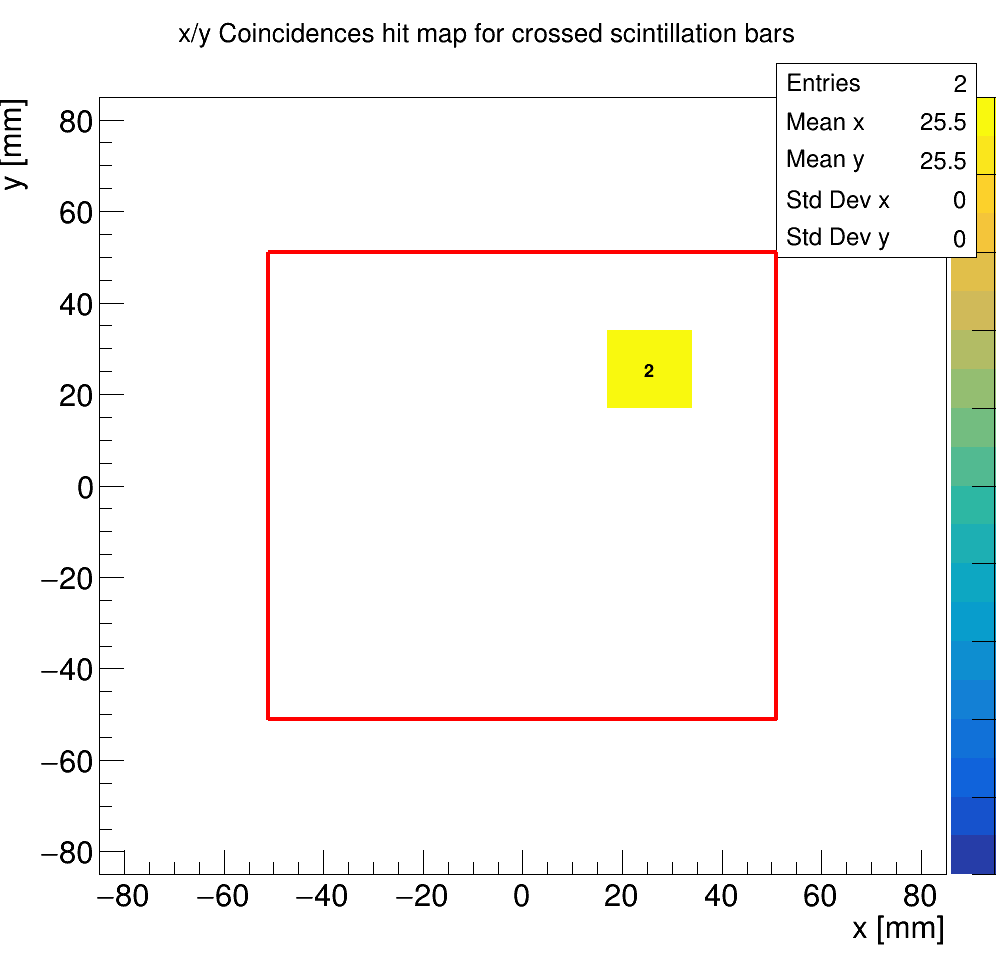 x/y Coincidences hit map for crossed scintillation bars
Entries 2
Mean x 25.5
Mean y 25.5
Std Dev x 0
Std Dev y 0
y [mm]
80
60
40
20
0
−20
−40
−60
−80
2
−80 −60 −40 −20 0 20 40 60 80
x [mm]